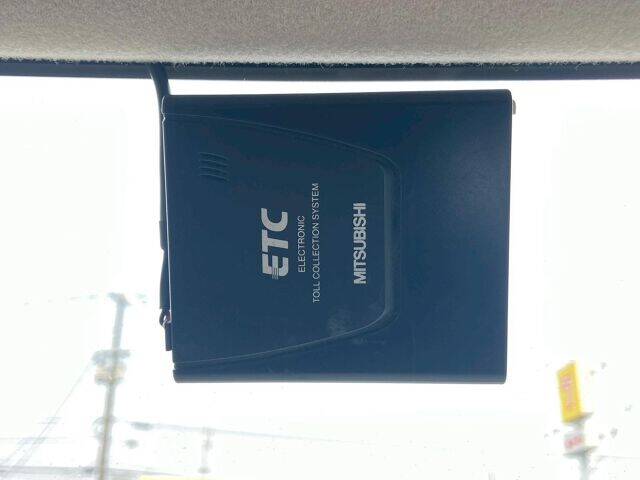 ETC
ELECTRONIC
TOLL COLLECTION SYSTEM
MITSUBISHI